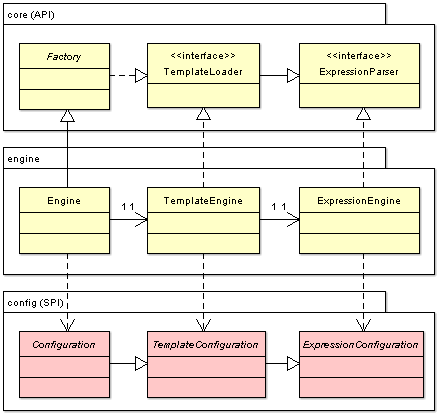 core (API)
Factory
<<interface>>
TemplateLoader
<<interface>>
ExpressionParser
engine
Engine
1 1
TemplateEngine
1 1
ExpressionEngine
config (SPI)
Configuration
TemplateConfiguration
ExpressionConfiguration